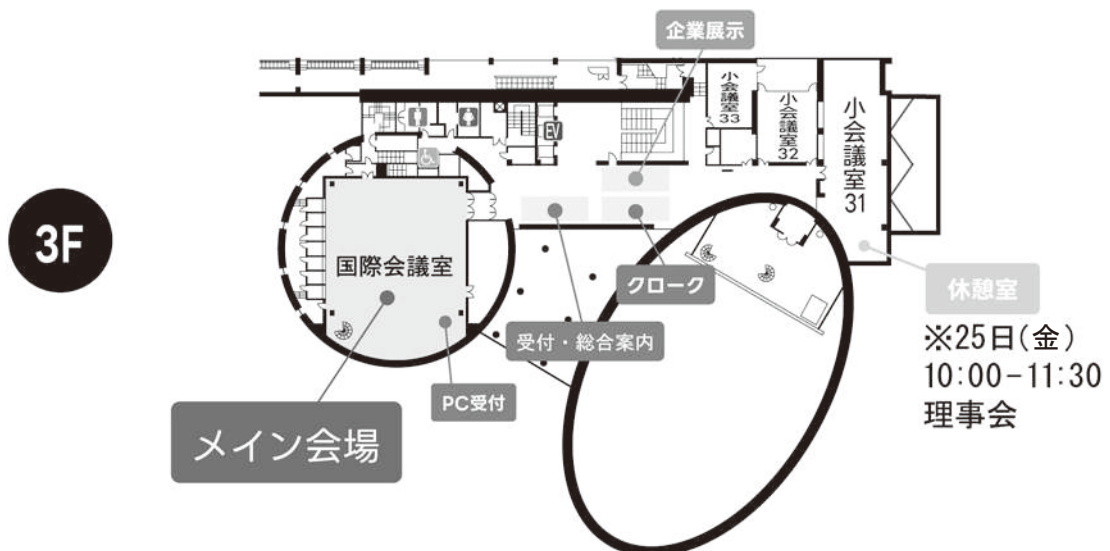 企業展示
小会議室33
小会議室32
小会議室31
EV
3F
国際会議室
クローク
休憩室
受付・総合案内
※25日(金)
10:00-11:30
理事会
PC受付
メイン会場